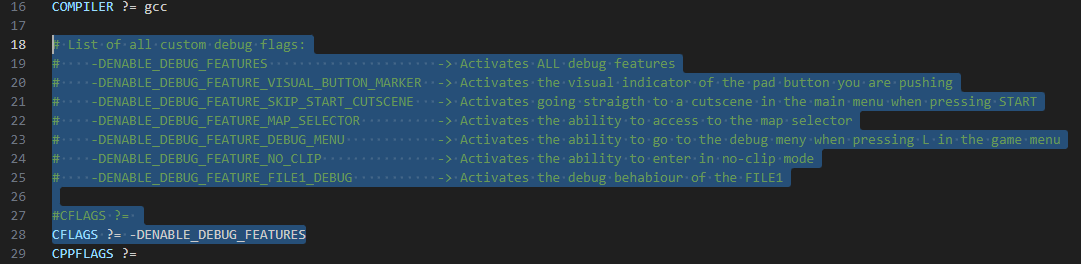 16 COMPILER ?= gcc
17
18 # List of all custom debug flags:
19 # -DENABLE_DEBUG_FEATURES -> Activates ALL debug features
20 # -DENABLE_DEBUG_FEATURE_VISUAL_BUTTON_MARKER -> Activates the visual indicator of the pad button you are pushing
21 # -DENABLE_DEBUG_FEATURE_SKIP_START_CUTSCENE -> Activates going straigth to a cutscene in the main menu when pressing START
22 # -DENABLE_DEBUG_FEATURE_MAP_SELECTOR -> Activates the ability to access to the map selector
23 # -DENABLE_DEBUG_FEATURE_DEBUG_MENU -> Activates the ability to go to the debug meny when pressing L in the game menu
24 # -DENABLE_DEBUG_FEATURE_NO_CLIP -> Activates the ability to enter in no-clip mode
25 # -DENABLE_DEBUG_FEATURE_FILE1_DEBUG -> Activates the debug behabiour of the FILE1
26
27 #CFLAGS ?=
28 CFLAGS ?= -DENABLE_DEBUG_FEATURES
29 CPPFLAGS ?=